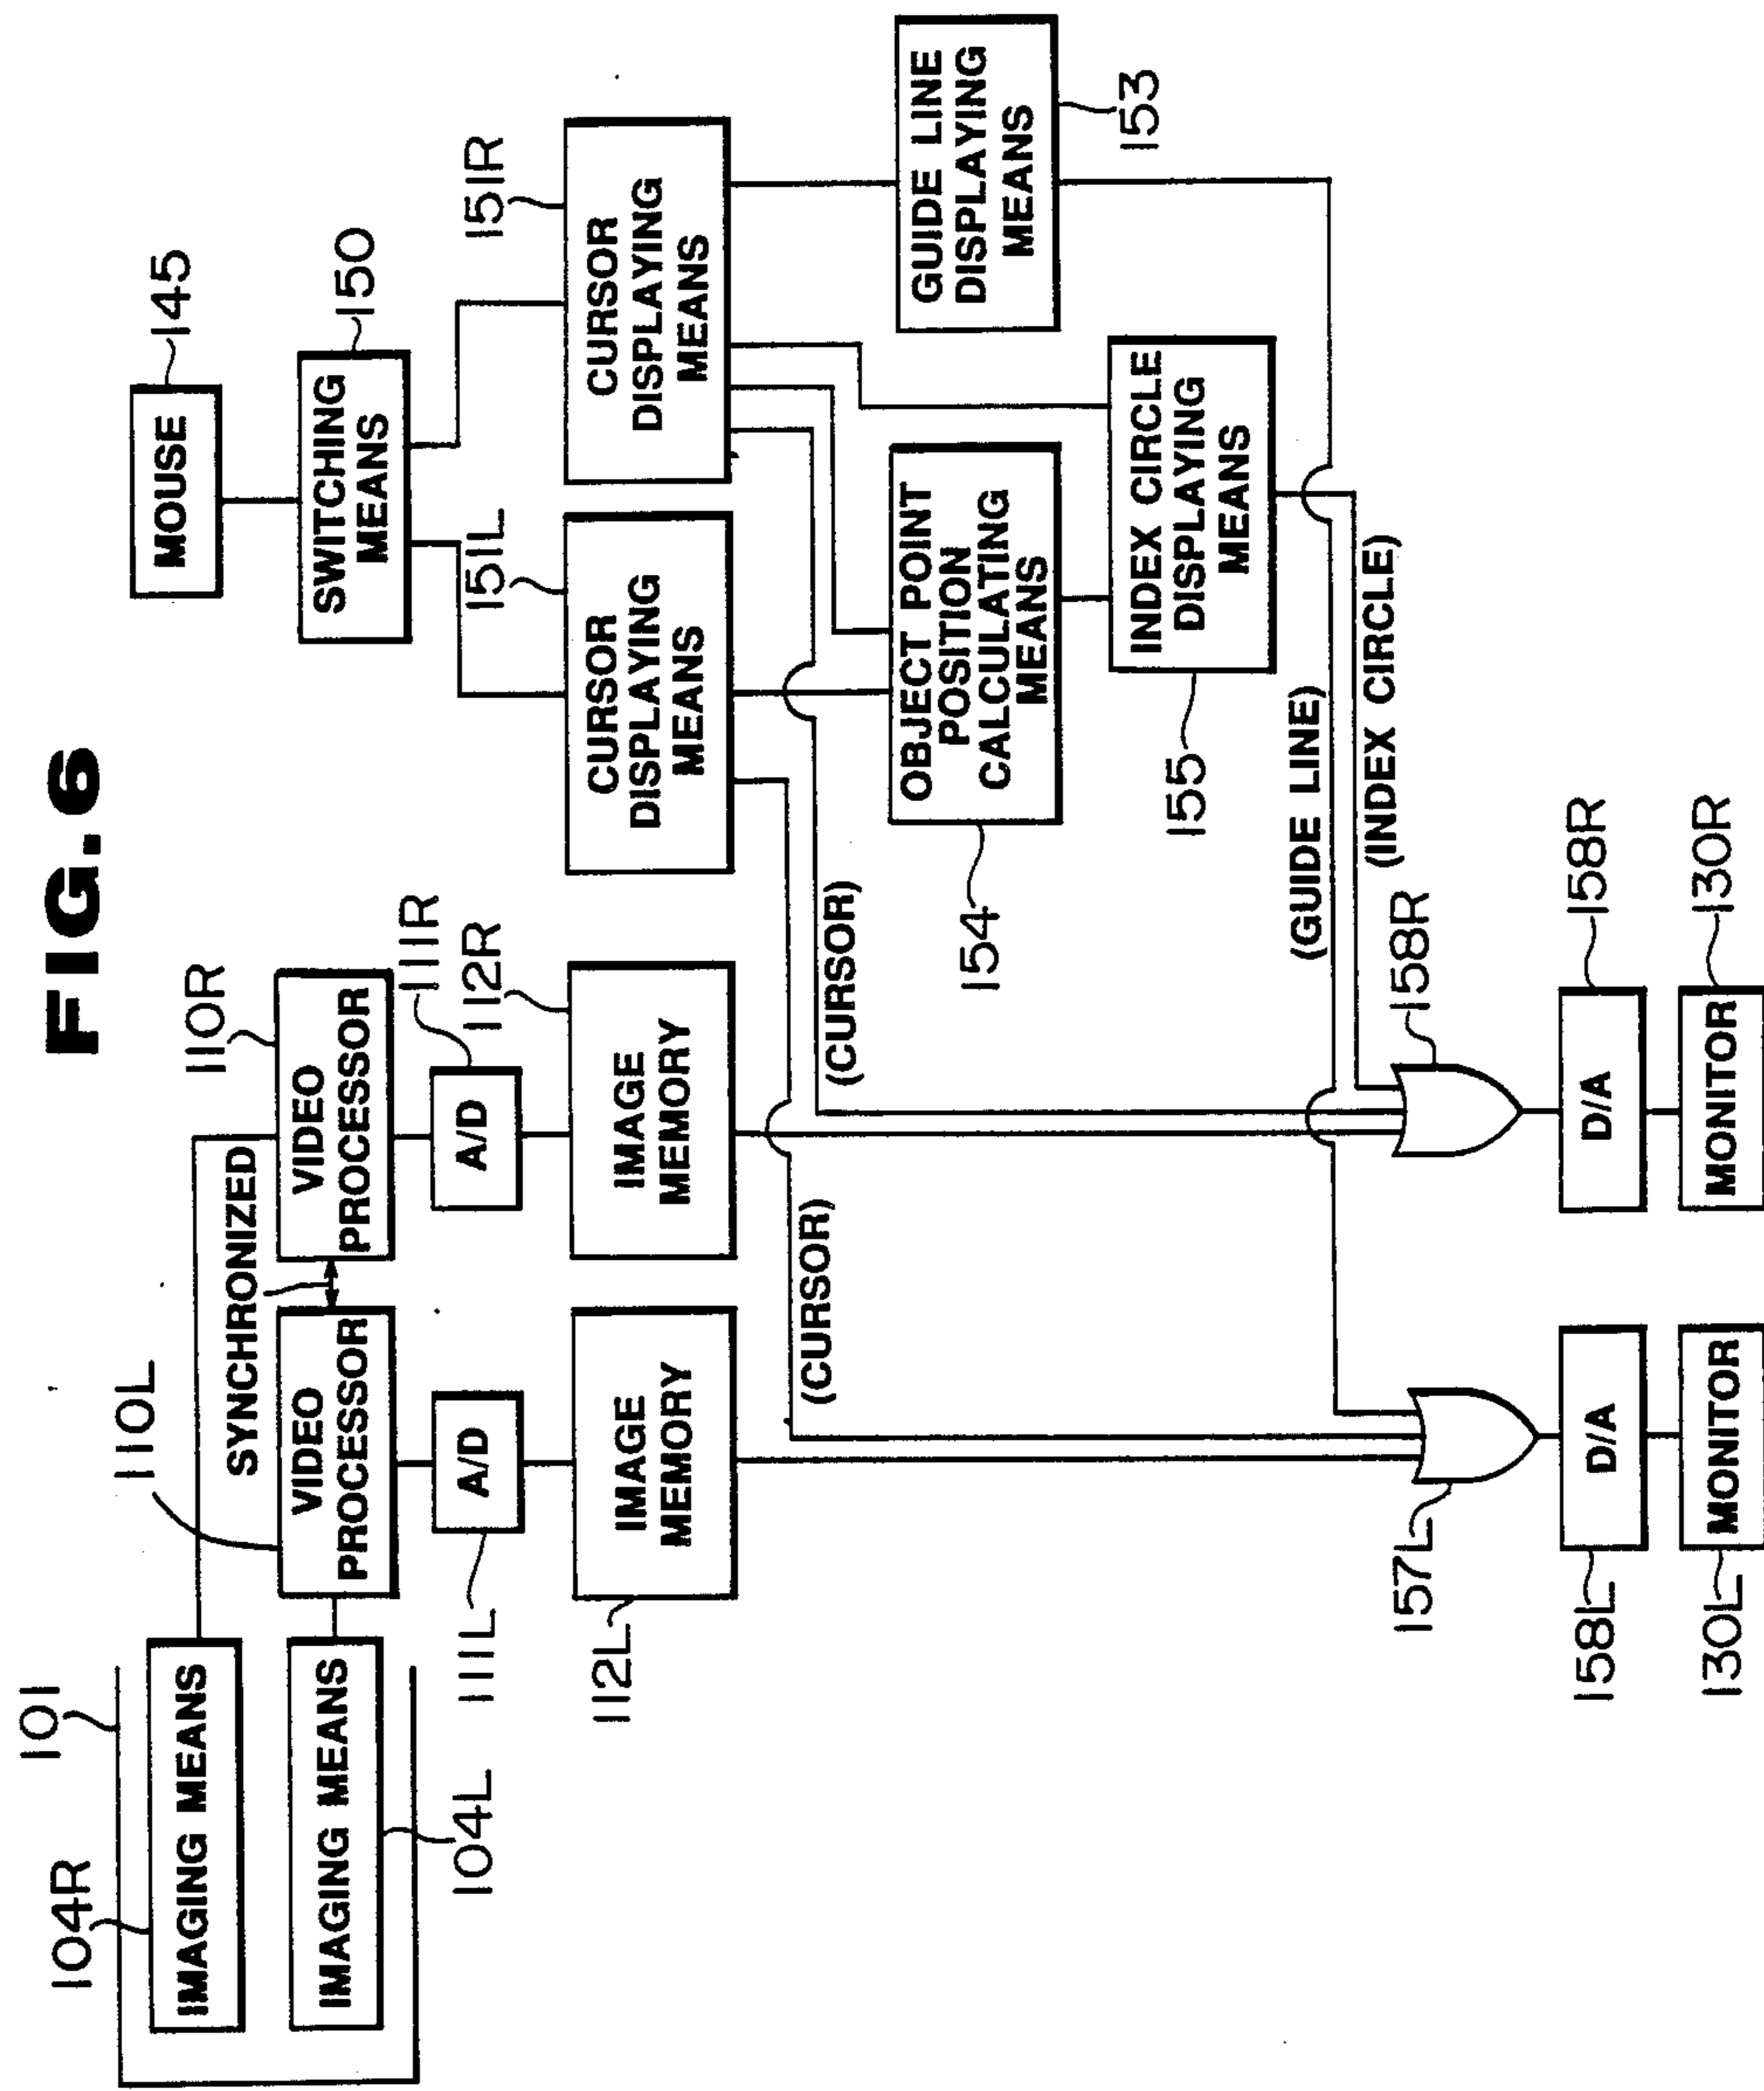 FIG.6
101
104R
IMAGING MEANS
IMAGING MEANS
104L
110L
SYNCHRONIZED
110R
VIDEO
PROCESSOR
VIDEO
PROCESSOR
111L
A/D
A/D
111R
112L
IMAGE
MEMORY
IMAGE
MEMORY
112R
MOUSE
145
SWITCHING
MEANS
150
151L
CURSOR
DISPLAYING
MEANS
151R
CURSOR
DISPLAYING
MEANS
(CURSOR)
(CURSOR)
154
OBJECT POINT
POSITION
CALCULATING
MEANS
GUIDE LINE
DISPLAYING
MEANS
153
155
INDEX CIRCLE
DISPLAYING
MEANS
(GUIDE LINE)
(INDEX CIRCLE)
157L
158R
158L
D/A
D/A
158R
130L
MONITOR
MONITOR
130R